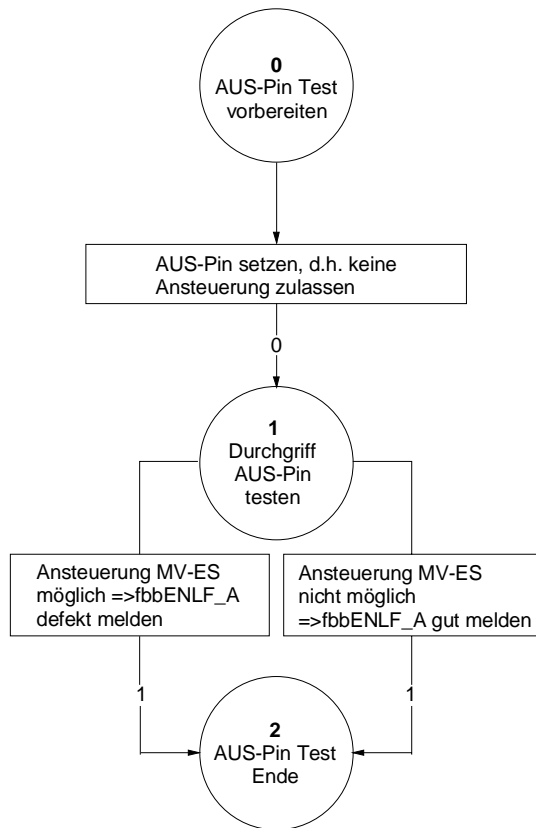 0
AUS-Pin Test
vorbereiten
AUS-Pin setzen, d.h. keine
Ansteuerung zulassen
0
1
Durchgriff
AUS-Pin
testen
Ansteuerung MV-ES
möglich =>fbbENLF_A
defekt melden
Ansteuerung MV-ES
nicht möglich
=>fbbENLF_A gut melden
1
1
2
AUS-Pin Test
Ende